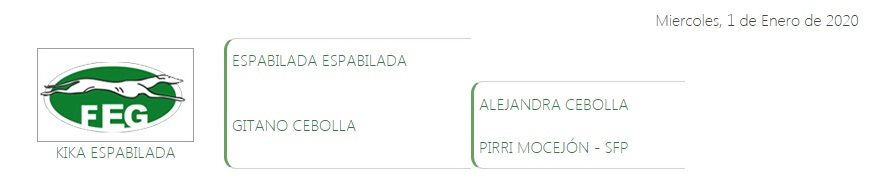 Miercoles, 1 de Enero de 2020
ESPABILADA ESPABILADA
ALEJANDRA CEBOLLA
FEG
GITANO CEBOLLA
PIRRI MOCEJÓN - SFP
KIKA ESPABILADA